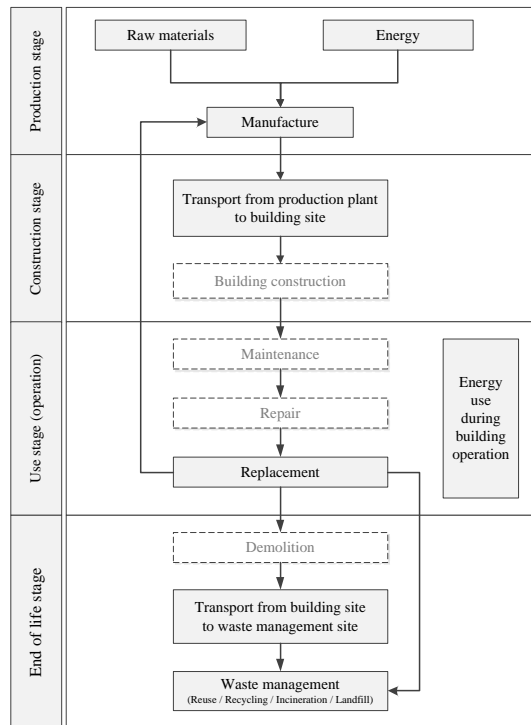 Production stage
Raw materials
Energy
Manufacture
Construction stage
Transport from production plant
to building site
Building construction
Use stage (operation)
Maintenance
Repair
Replacement
Energy
use
during
building
operation
End of life stage
Demolition
Transport from building site
to waste management site
Waste management
(Reuse / Recycling / Incineration / Landfill)